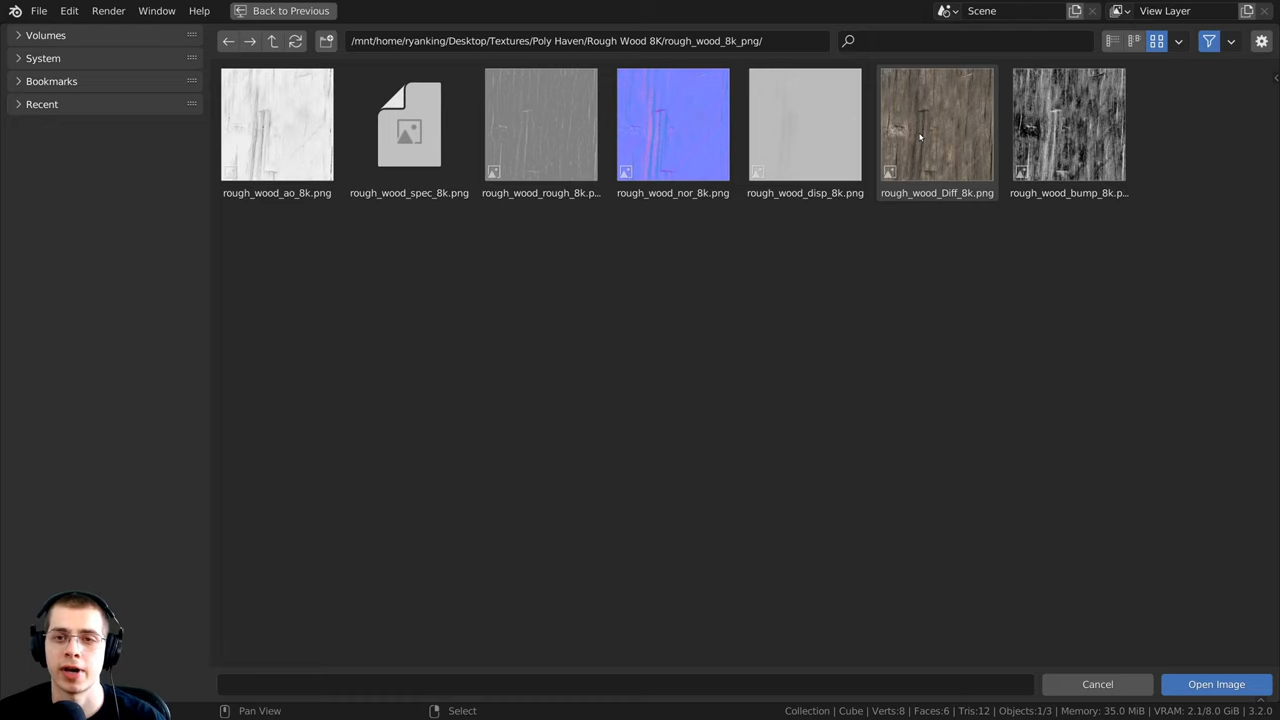 File Edit Render Window Help Back to Previous Scene View Layer
Volumes
System
Bookmarks
Recent
/mnt/home/ryanking/Desktop/Textures/Poly Haven/Rough Wood 8K/rough_wood_8k_png/
rough_wood_ao_8k.png rough_wood_spec_8k.png rough_wood_rough_8k.p... rough_wood_nor_8k.png rough_wood_disp_8k.png rough_wood_Diff_8k.png rough_wood_bump_8k.p...
Cancel Open Image
Pan View Select Collection | Cube | Verts:8 | Faces:6 | Tris:12 | Objects:1/3 | Memory: 35.0 MiB | VRAM: 2.1/8.0 GiB | 3.2.0